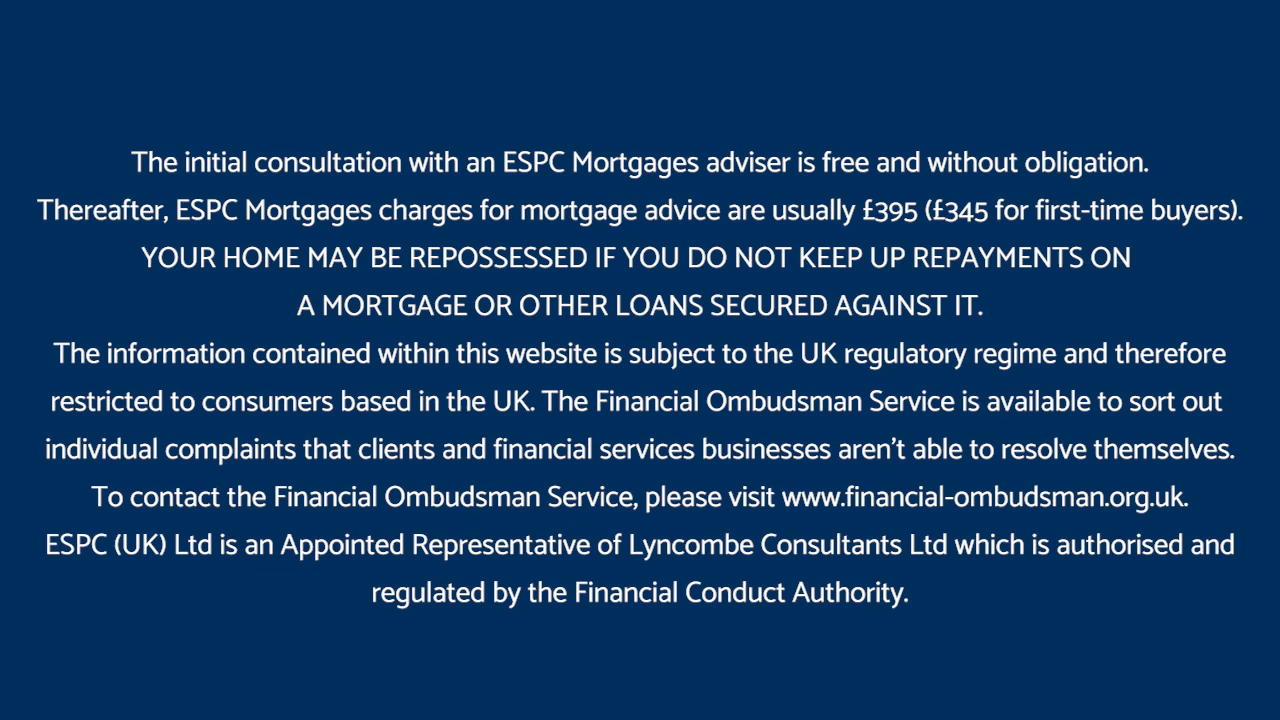 The initial consultation with an ESPC Mortgages adviser is free and without obligation.
Thereafter, ESPC Mortgages charges for mortgage advice are usually £395 (£345 for first-time buyers).
YOUR HOME MAY BE REPOSSESSED IF YOU DO NOT KEEP UP REPAYMENTS ON
A MORTGAGE OR OTHER LOANS SECURED AGAINST IT.
The information contained within this website is subject to the UK regulatory regime and therefore
restricted to consumers based in the UK. The Financial Ombudsman Service is available to sort out
individual complaints that clients and financial services businesses aren’t able to resolve themselves.
To contact the Financial Ombudsman Service, please visit www.financial-ombudsman.org.uk.
ESPC (UK) Ltd is an Appointed Representative of Lyncombe Consultants Ltd which is authorised and
regulated by the Financial Conduct Authority.